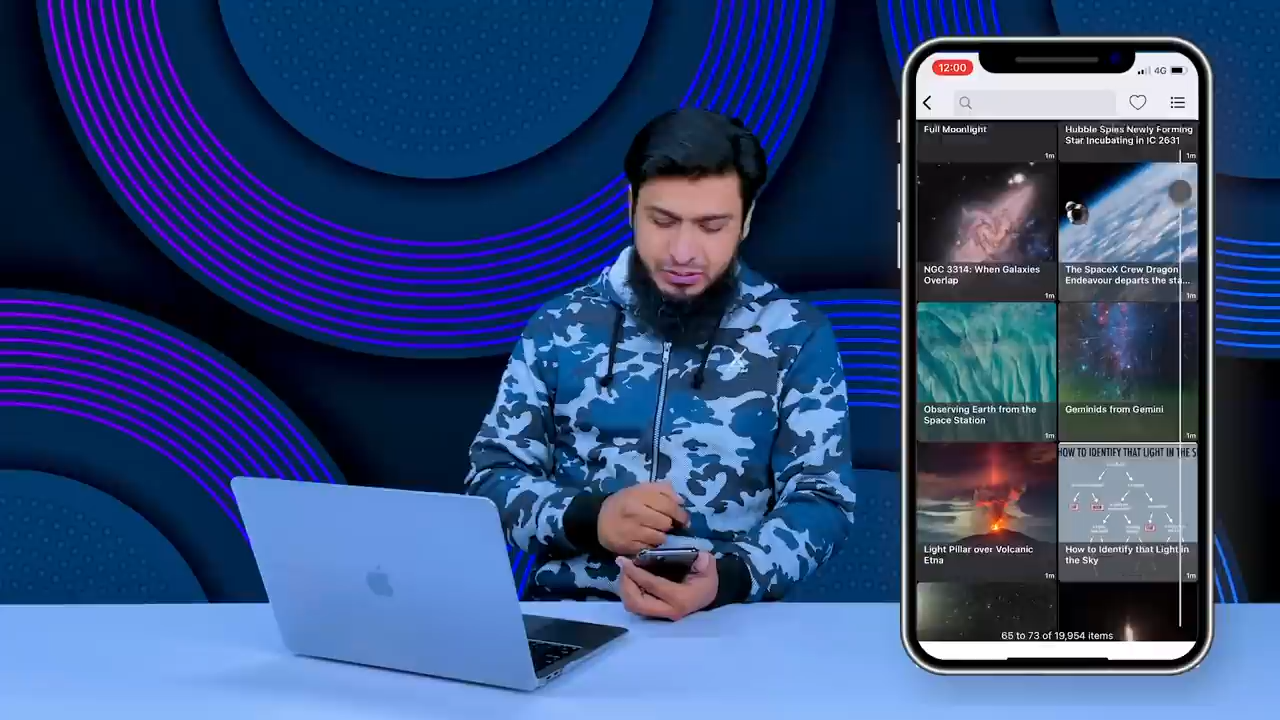 12:00
4G
Full Moonlight
1m
Hubble Spies Newly Forming
Star Incubating in IC 2631
1m
NGC 3314: When Galaxies
Overlap
1m
The SpaceX Crew Dragon
Endeavour departs the sta...
1m
Observing Earth from the
Space Station
1m
Geminids from Gemini
1m
Light Pillar over Volcanic
Etna
1m
HOW TO IDENTIFY THAT LIGHT IN THE S
How to Identify that Light in
the Sky
1m
65 to 73 of 19,954 items